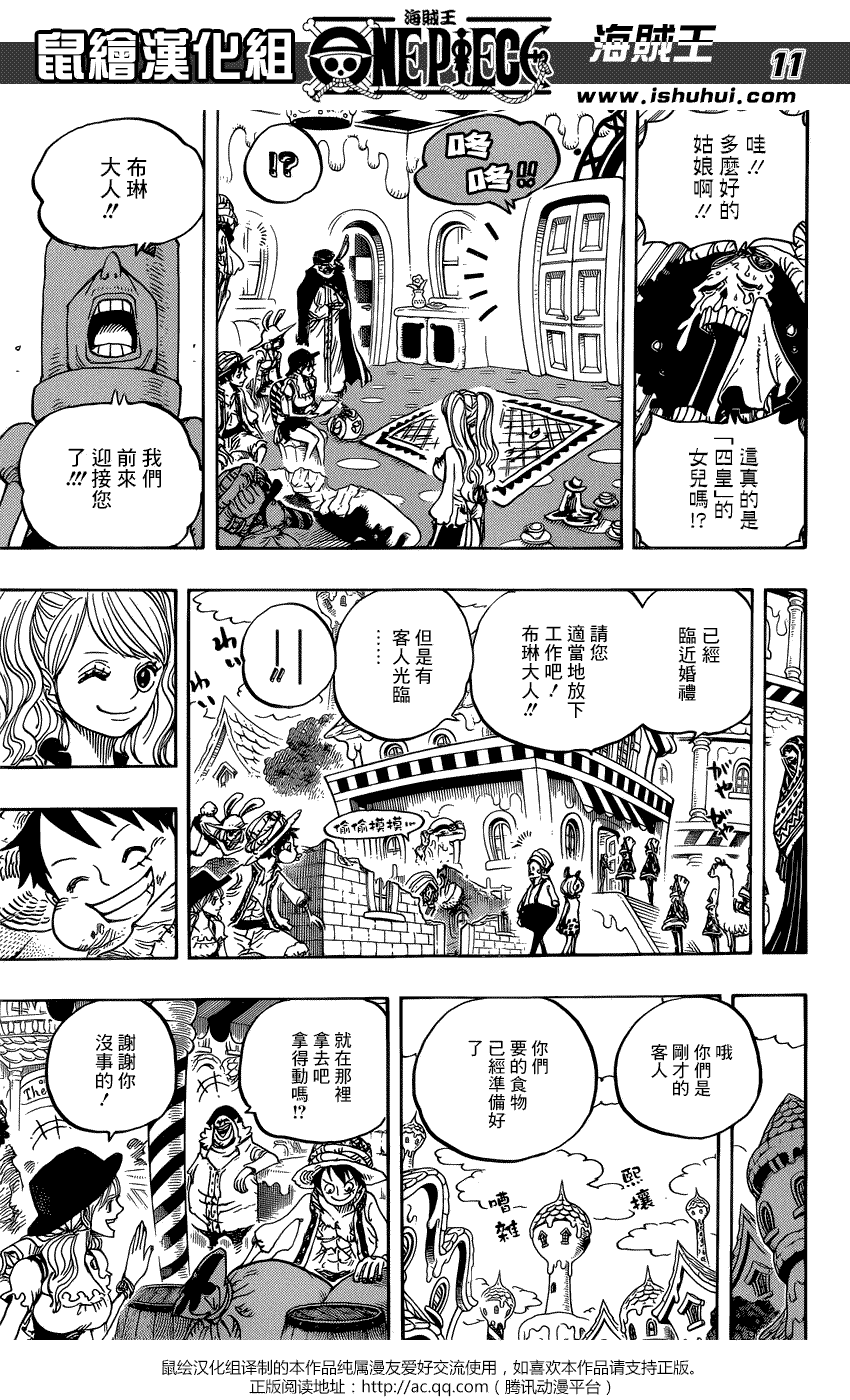 鼠繪漢化組
海賊王
ONE PIECE
海賊王
11
www.ishuhui.com
哇!!
多麼好的
姑娘啊!!
這真的是
「四皇」的
女兒嗎!?
咚
咚!!
!?
布琳
大人!!
我們
前來
迎接您
了!!!
已經
臨近婚禮
請您
適當地放下
工作吧!
布琳大人!!
但是有
客人光臨
……
——!!
がや
がや
偷偷摸摸…
哦
你們是
剛才的
客人
你們
要的食物
已經準備好
了
熙攘
嘈雜
就在那裡
拿去吧
拿得動嗎!?
謝謝你
沒事的!
The
鼠绘汉化组译制的本作品纯属漫友爱好交流使用，如喜欢本作品请支持正版。
正版阅读地址：http://ac.qq.com（腾讯动漫平台）